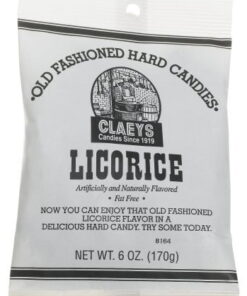 • OLD FASHIONED HARD CANDIES •
CLAEYS
Candies Since 1919
LICORICE
Artificially and Naturally Flavored
• Fat Free •
NOW YOU CAN ENJOY THAT OLD FASHIONED
LICORICE FLAVOR IN A
DELICIOUS HARD CANDY. TRY SOME TODAY.
8164
NET WT. 6 OZ. (170g)